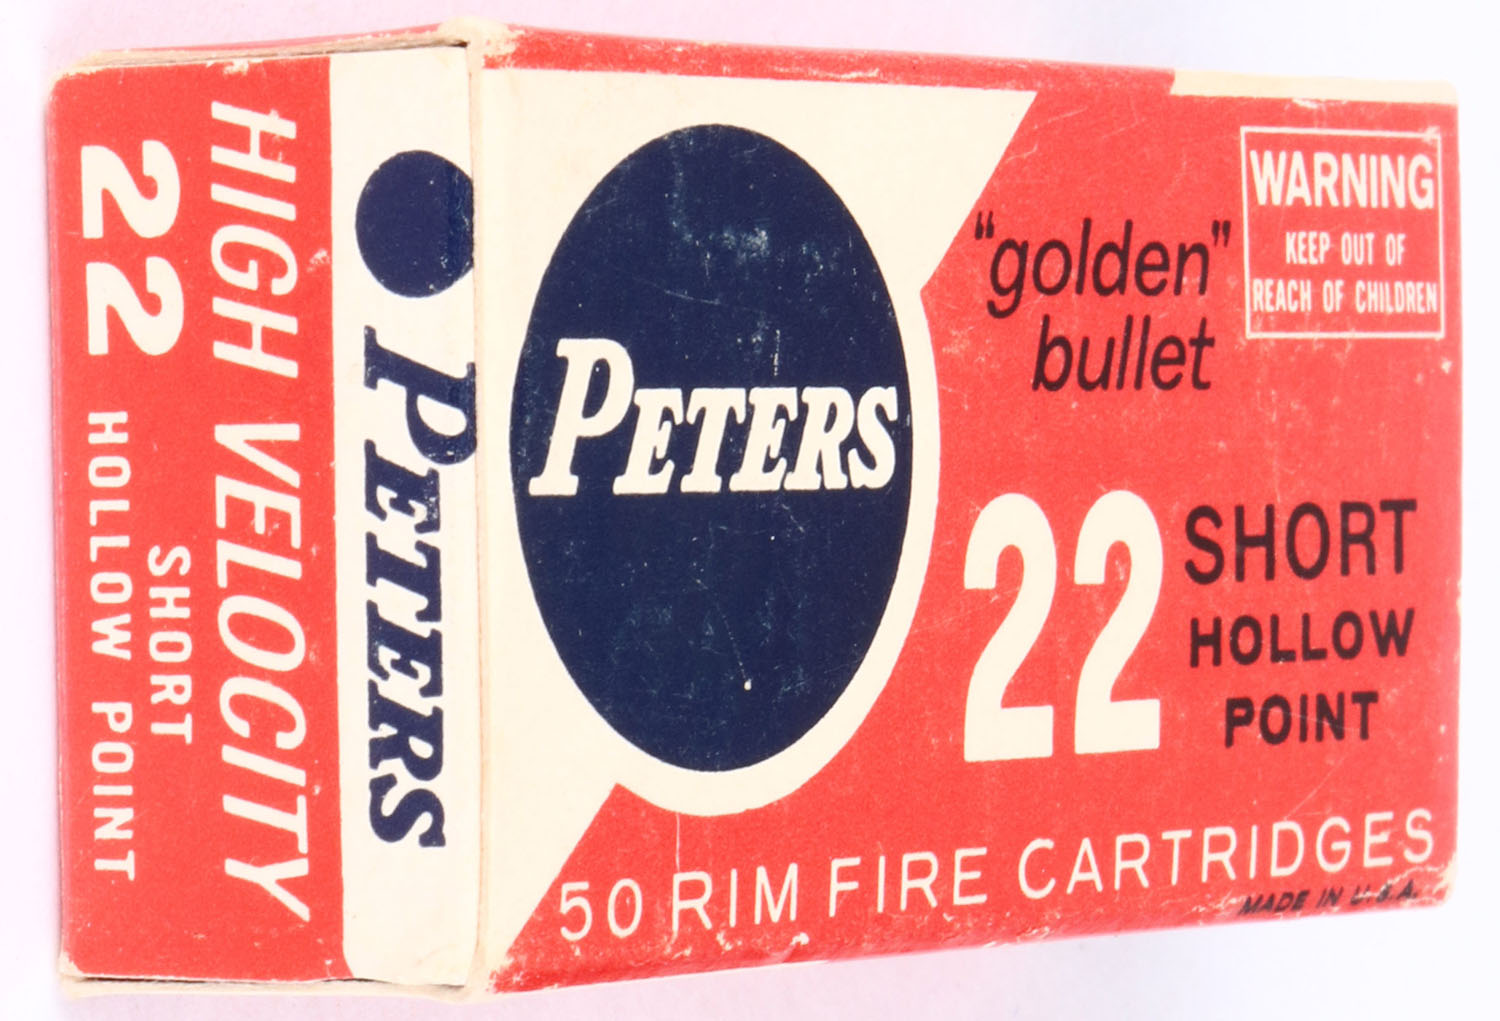 HIGH VELOCITY
22 SHORT
HOLLOW POINT
PETERS
PETERS
"golden"
bullet
WARNING
KEEP OUT OF
REACH OF CHILDREN
22 SHORT
HOLLOW
POINT
50 RIM FIRE CARTRIDGES
MADE IN U.S.A.